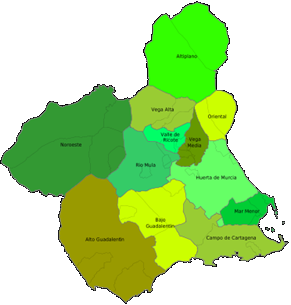 Altiplano
Vega Alta
Oriental
Valle de
Ricote
Vega
Media
Noroeste
Río Mula
Huerta de Murcia
Mar Menor
Bajo
Guadalentín
Alto Guadalentín
Campo de Cartagena